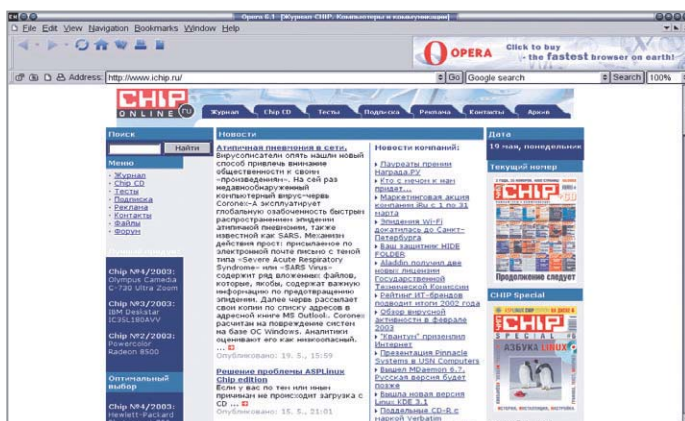 Opera 6.1 [Журнал CHIP. Компьютеры и коммуникации]
File Edit View Navigation Bookmarks Window Help
OPERA Click to buy
- the fastest browser on earth!
Address: http://www.ichip.ru/ Go Google search Search 100%
CHIP
ONLINE ru
Журнал Chip CD Тесты Подписка Реклама Контакты Архив
Поиск
Найти
Меню
Журнал
Chip CD
Тесты
Подписка
Реклама
Контакты
Файлы
Форум
Chip №4/2003:
Olympus Camedia
C-730 Ultra Zoom
Chip №3/2003:
IBM Deskstar
IC35L180AVV
Chip №2/2003:
Powercolor
Radeon 8500
Оптимальный
выбор
Chip №4/2003:
Hewlett-Packard
Новости
Атипичная пневмония в сети.
Вирусописатели опять нашли новый
способ привлечь внимание
общественности к своим
«произведениям». На сей раз
недавнообнаруженный
компьютерный вирус-червь
Coronex-A эксплуатирует
глобальную озабоченность быстрым
распространением эпидемии
атипичной пневмонии, также
известной как SARS. Механизм
действия прост: присылаемое по
электронной почте письмо с темой
типа «Severe Acute Respiratory
Syndrome» или «SARS Virus»
содержит ряд вложенных файлов,
которые, якобы, содержат важную
информацию по предотвращению
эпидемии. Далее червь рассылает
свои копии по списку адресов в
адресной книге MS Outlook. Coronex
расчитан на повреждение систем
на базе ОС Windows. Аналитики
оценивают его как низкоопасный.
...
Опубликовано: 19. 5., 15:59
Решение проблемы ASPLinux
Chip edition
Если у вас по тем или иным
причинам не происходит загрузка с
CD ...
Опубликовано: 15. 5., 21:01
Новости компаний:
Лауреаты премии
Награда.РУ
Кто с мечом к нам
придет...
Маркетинговая акция
компании iRu с 1 по 31
марта
Эпидемия Wi-Fi
докатилась до Санкт-
Петербурга
Ваш защитник HIDE
FOLDER
Aladdin получил две
новых лицензии
Государственной
Технической Комиссии
Рейтинг ИТ-брендов
подводит итоги 2002 года
Обзор вирусной
активности в феврале
2003
"Квантун" приземлил
Интернет
Презентация Pinnacle
Systems в USN Computers
Вышел MDaemon 6.7.
Русская версия будет
позже
Вышла новая версия
Linux KDE 3.1
Поддельные CD-R с
маркой Verbatim
Дата
19 мая, понедельник
Текущий номер
CHIP +CD
Продолжение следует
CHIP Special
CHIP
SPECIAL
АЗБУКА LINUX